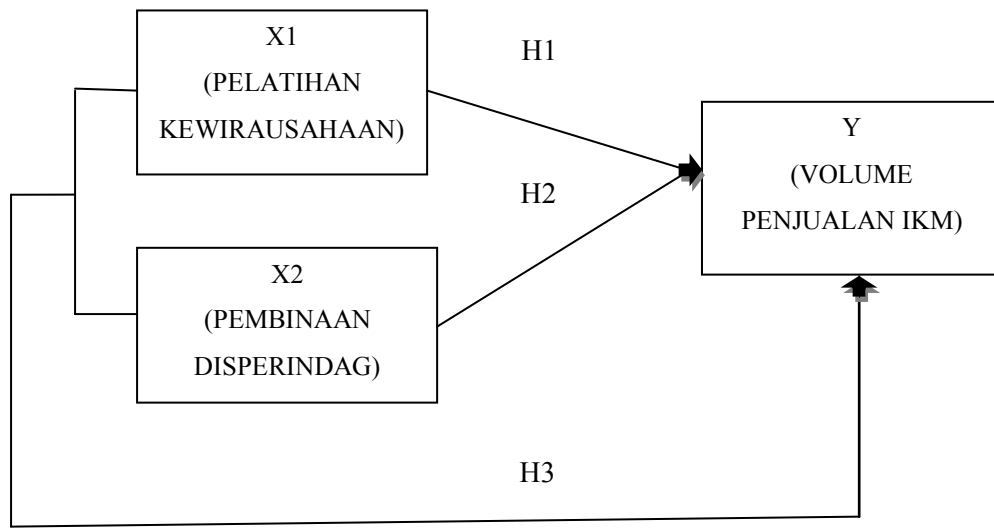 X1
(PELATIHAN
KEWIRAUSAHAAN)
H1
Y
(VOLUME
PENJUALAN IKM)
H2
X2
(PEMBINAAN
DISPERINDAG)
H3